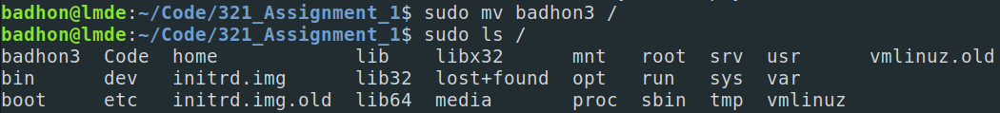 badhon@lmde:~/Code/321_Assignment_1$ sudo mv badhon3 /
badhon@lmde:~/Code/321_Assignment_1$ sudo ls /
badhon3 Code home lib libx32 mnt root srv usr vmlinuz.old
bin dev initrd.img lib32 lost+found opt run sys var
boot etc initrd.img.old lib64 media proc sbin tmp vmlinuz